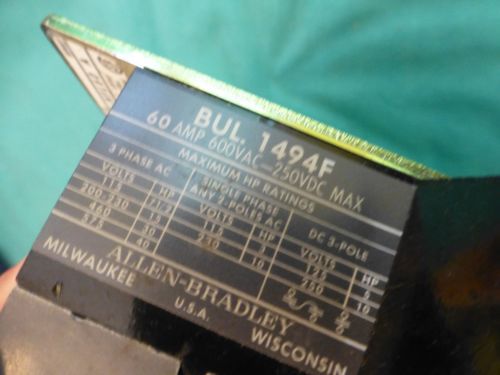 BUL. 1494F
60 AMP 600VAC-250VDC MAX
MAXIMUM HP RATINGS
3 PHASE AC
SINGLE PHASE
ANY 2-POLES AC
DC 3-POLE
VOLTS HP
VOLTS HP
VOLTS HP
115
115 3
125 5
200-230 15
230 10
250 10
460 30
575 40
ALLEN-BRADLEY
MILWAUKEE U.S.A. WISCONSIN